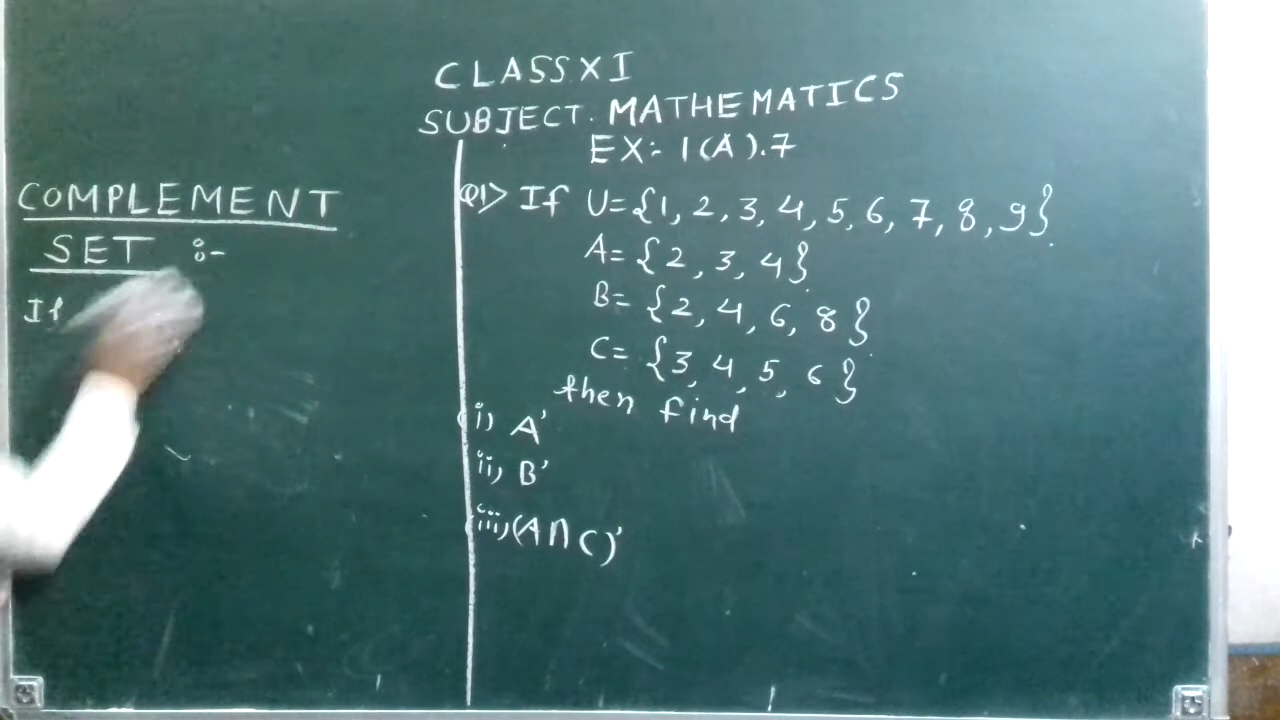 CLASS XI
SUBJECT. MATHEMATICS
EX:- 1(A).7
COMPLEMENT
SET :-
If
Q1> If U={1, 2, 3, 4, 5, 6, 7, 8, 9}.
A={2, 3, 4}
B={2, 4, 6, 8}.
C={3, 4, 5, 6}
then find
(i) A'
ii) B'
(iii) (A∩C)'